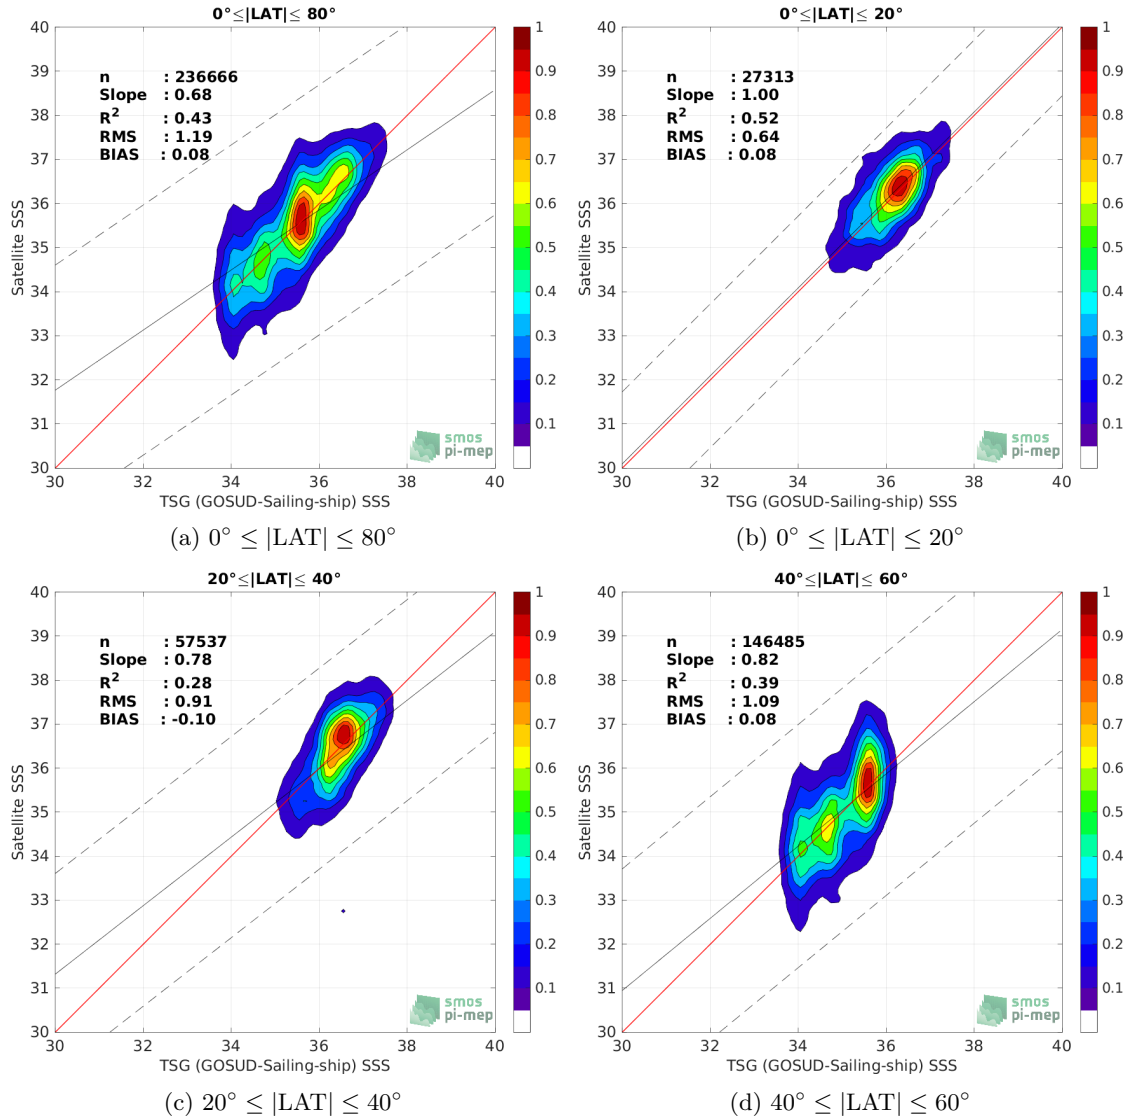 0°≤|LAT|≤ 80°
n : 236666
Slope : 0.68
R² : 0.43
RMS : 1.19
BIAS : 0.08
Satellite SSS
40
39
38
37
36
35
34
33
32
31
30
30 32 34 36 38 40
TSG (GOSUD-Sailing-ship) SSS
1
0.9
0.8
0.7
0.6
0.5
0.4
0.3
0.2
0.1
smos
pi-mep
(a) 0° ≤ |LAT| ≤ 80°
0°≤|LAT|≤ 20°
n : 27313
Slope : 1.00
R² : 0.52
RMS : 0.64
BIAS : 0.08
Satellite SSS
40
39
38
37
36
35
34
33
32
31
30
30 32 34 36 38 40
TSG (GOSUD-Sailing-ship) SSS
1
0.9
0.8
0.7
0.6
0.5
0.4
0.3
0.2
0.1
smos
pi-mep
(b) 0° ≤ |LAT| ≤ 20°
20°≤|LAT|≤ 40°
n : 57537
Slope : 0.78
R² : 0.28
RMS : 0.91
BIAS : -0.10
Satellite SSS
40
39
38
37
36
35
34
33
32
31
30
30 32 34 36 38 40
TSG (GOSUD-Sailing-ship) SSS
1
0.9
0.8
0.7
0.6
0.5
0.4
0.3
0.2
0.1
smos
pi-mep
(c) 20° ≤ |LAT| ≤ 40°
40°≤|LAT|≤ 60°
n : 146485
Slope : 0.82
R² : 0.39
RMS : 1.09
BIAS : 0.08
Satellite SSS
40
39
38
37
36
35
34
33
32
31
30
30 32 34 36 38 40
TSG (GOSUD-Sailing-ship) SSS
1
0.9
0.8
0.7
0.6
0.5
0.4
0.3
0.2
0.1
smos
pi-mep
(d) 40° ≤ |LAT| ≤ 60°